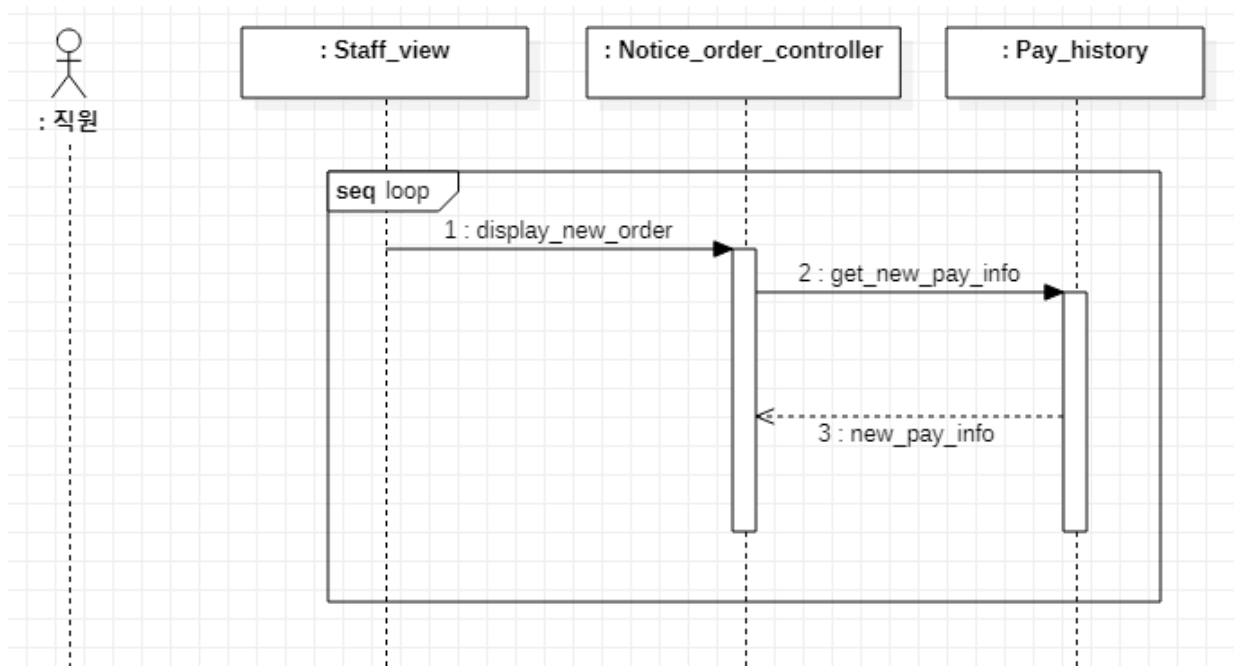 : Staff_view
: Notice_order_controller
: Pay_history
: 직원
seq loop
1 : display_new_order
2 : get_new_pay_info
3 : new_pay_info